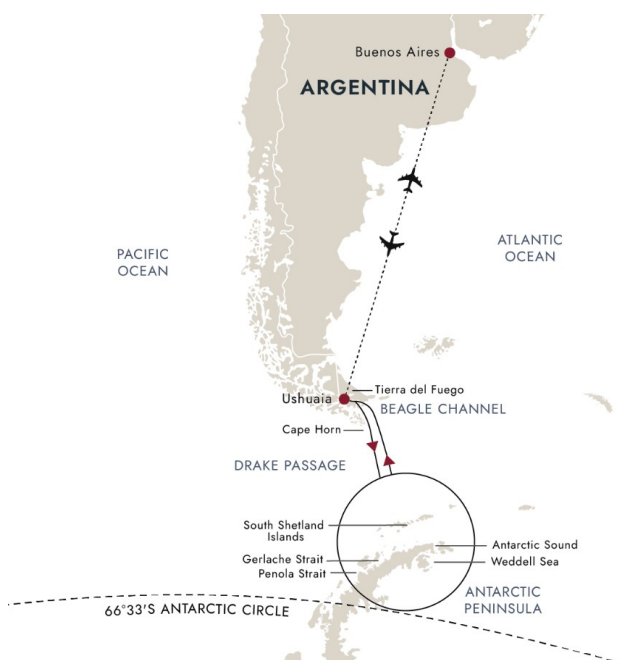 Buenos Aires
ARGENTINA
PACIFIC
OCEAN
ATLANTIC
OCEAN
Tierra del Fuego
Ushuaia
BEAGLE CHANNEL
Cape Horn
DRAKE PASSAGE
South Shetland
Islands
Antarctic Sound
Gerlache Strait
Weddell Sea
Penola Strait
ANTARCTIC
PENINSULA
66°33'S ANTARCTIC CIRCLE